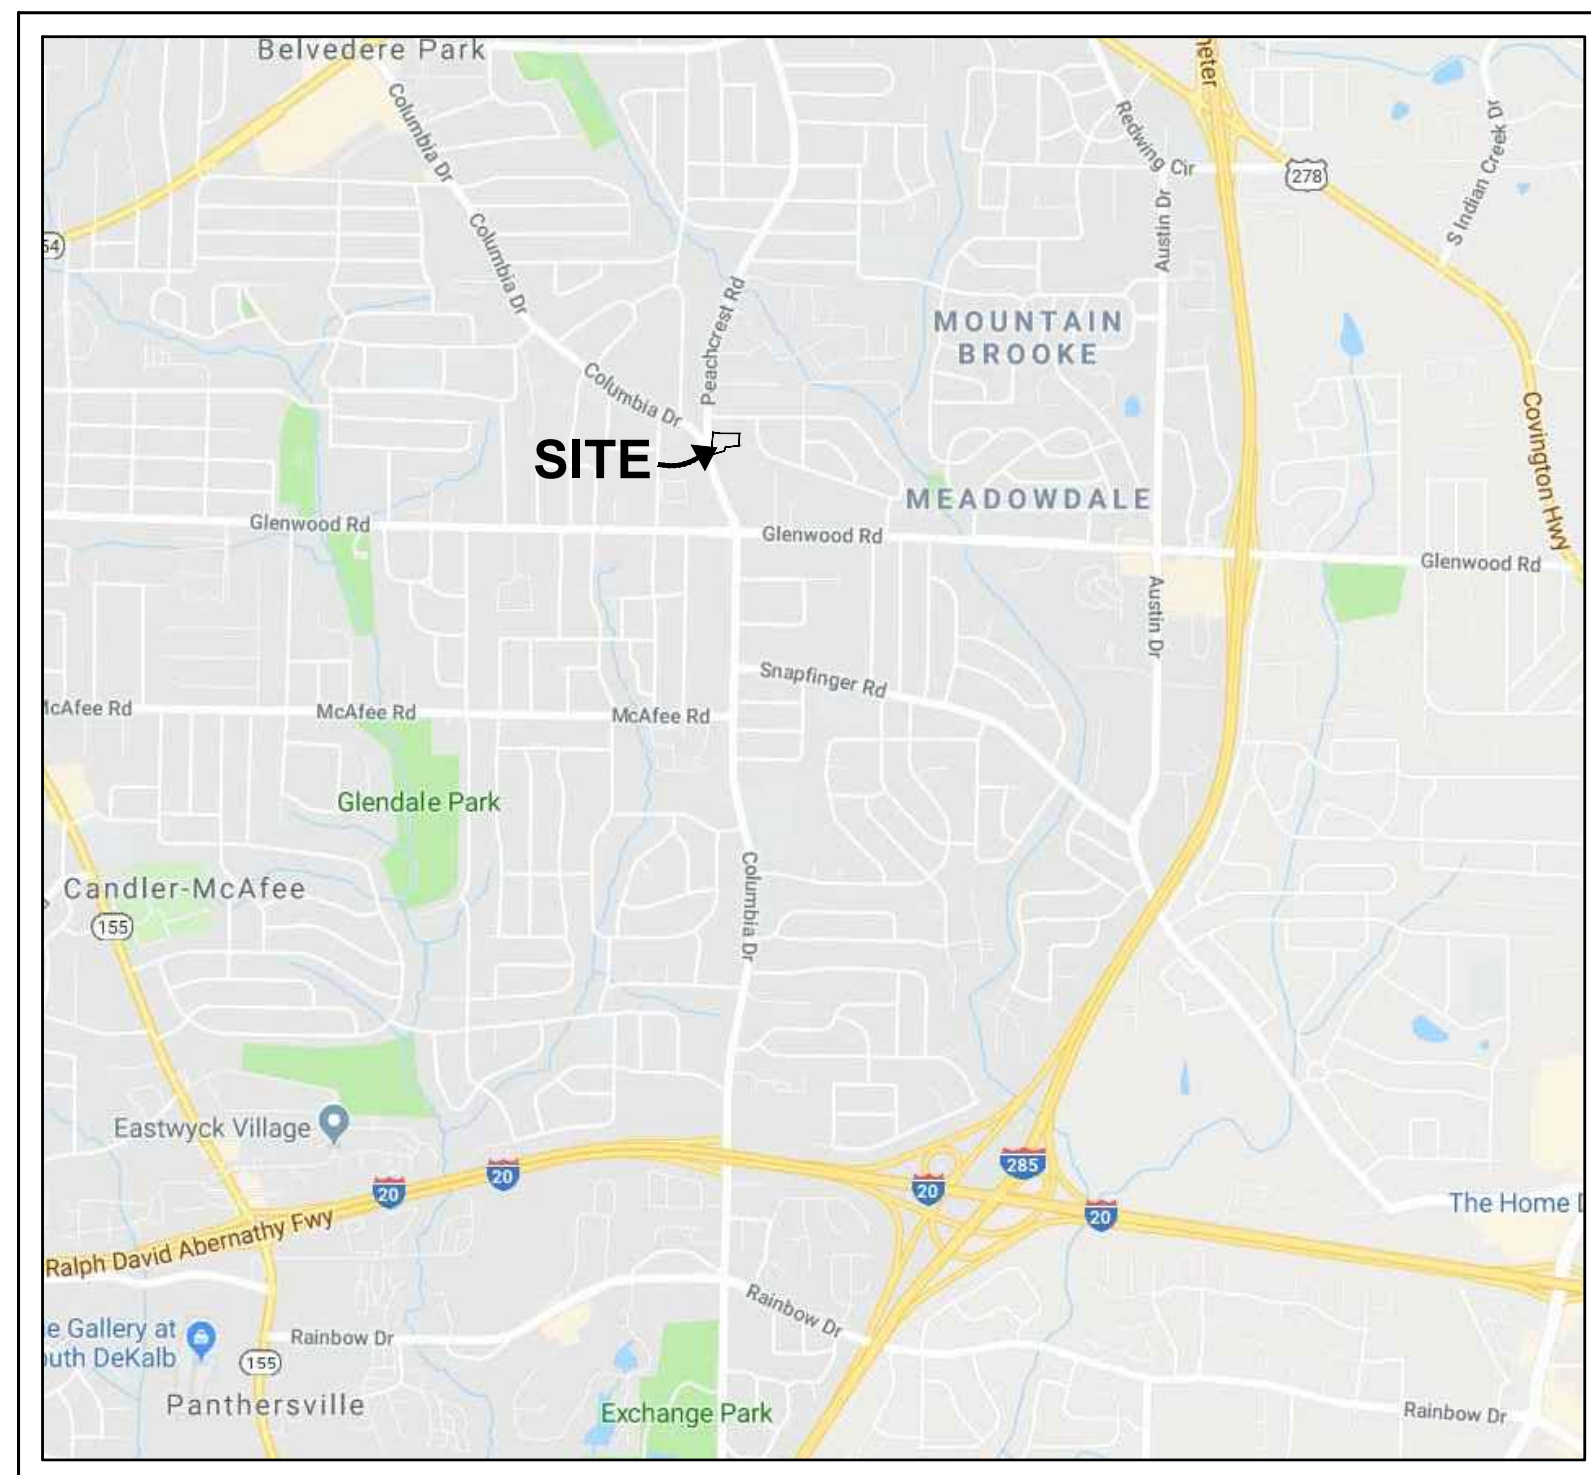 Belvedere Park
Columbia Dr
Redwing Cir
278
S Indian Creek Dr
Austin Dr
Columbia Dr
Peachcrest Rd
MOUNTAIN
BROOKE
Columbia Dr
SITE
Covington Hwy
MEADOWDALE
Glenwood Rd
Glenwood Rd
Glenwood Rd
Austin Dr
Snapfinger Rd
McAfee Rd
McAfee Rd
McAfee Rd
Glendale Park
Columbia Dr
Candler-McAfee
155
Eastwyck Village
285
20
20
20
20
The Home
Ralph David Abernathy Fwy
Rainbow Dr
e Gallery at
outh DeKalb
Rainbow Dr
155
Panthersville
Exchange Park
Rainbow Dr